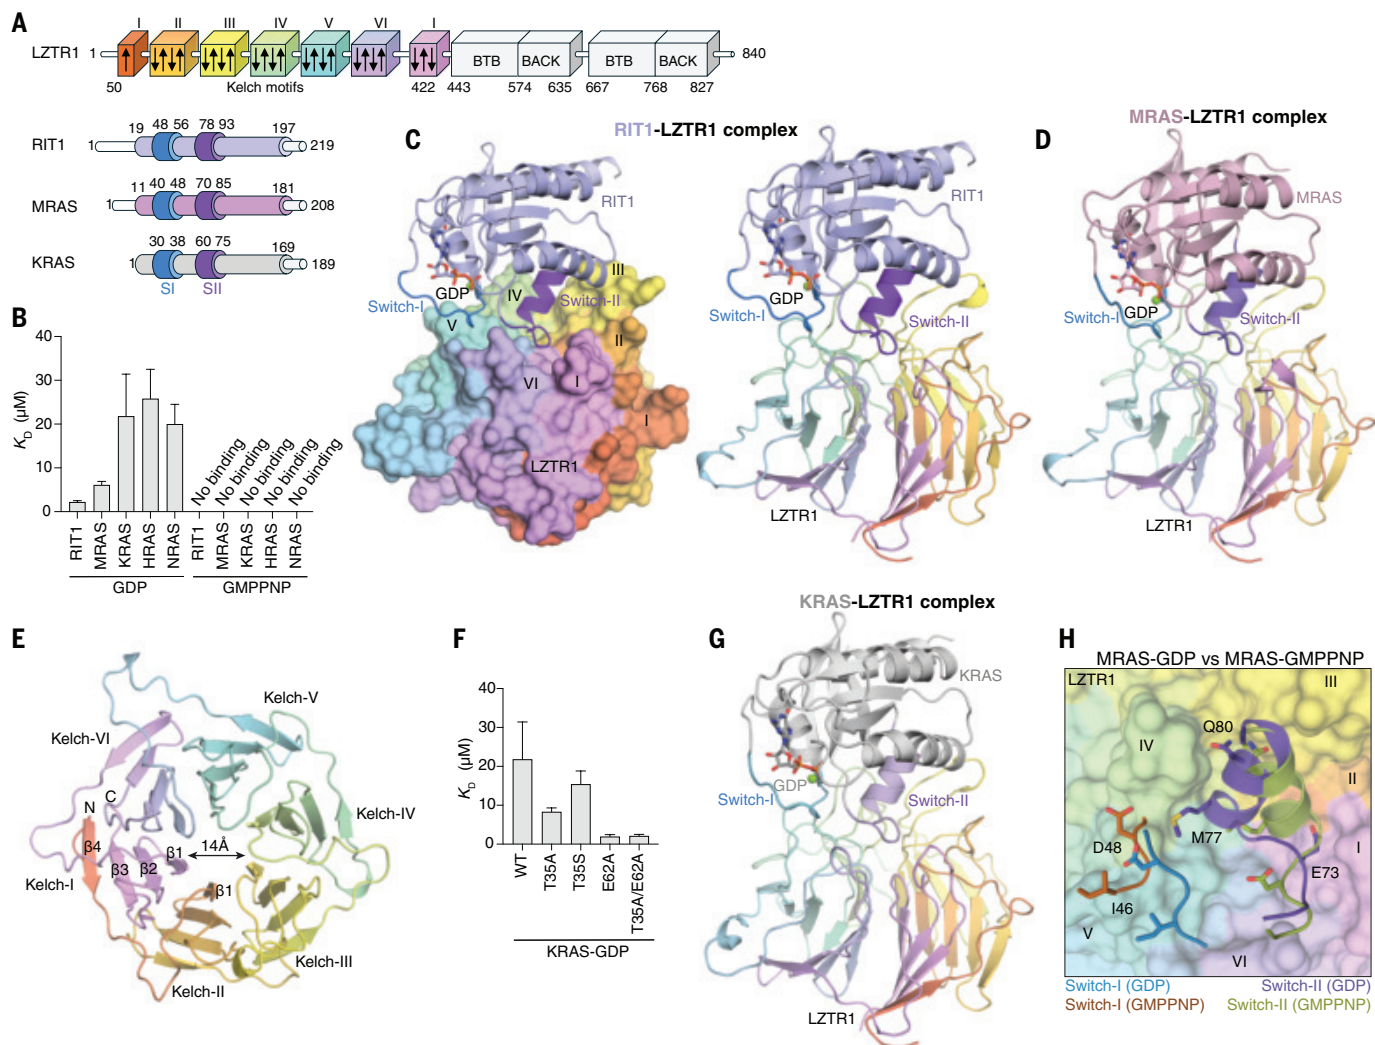 A
I II III IV V VI I
LZTR1 1 BTB BACK BTB BACK 840
50 Kelch motifs 422 443 574 635 667 768 827
19 48 56 78 93 197
RIT1 1 219
11 40 48 70 85 181
MRAS 1 208
30 38 60 75 169
KRAS 1 189
SI SII
B
40
30
20
10
0
K_D (µM)
No binding
No binding
No binding
No binding
No binding
RIT1
MRAS
KRAS
HRAS
NRAS
RIT1
MRAS
KRAS
HRAS
NRAS
GDP GMPPNP
C
RIT1-LZTR1 complex
RIT1
GDP
Switch-I
Switch-II
III
IV
V
II
VI
I
I
LZTR1
RIT1
GDP
Switch-I
Switch-II
LZTR1
D
MRAS-LZTR1 complex
MRAS
GDP
Switch-I
Switch-II
LZTR1
E
Kelch-V
Kelch-VI
N C
Kelch-IV
β4 β3 β2 β1 14Å
Kelch-I
β1
Kelch-III
Kelch-II
F
40
30
20
10
0
K_D (µM)
WT
T35A
T35S
E62A
T35A/E62A
KRAS-GDP
G
KRAS-LZTR1 complex
KRAS
GDP
Switch-I
Switch-II
LZTR1
H
MRAS-GDP vs MRAS-GMPPNP
LZTR1
III
Q80
IV
II
M77
D48
I
E73
I46
V
VI
Switch-I (GDP) Switch-II (GDP)
Switch-I (GMPPNP) Switch-II (GMPPNP)